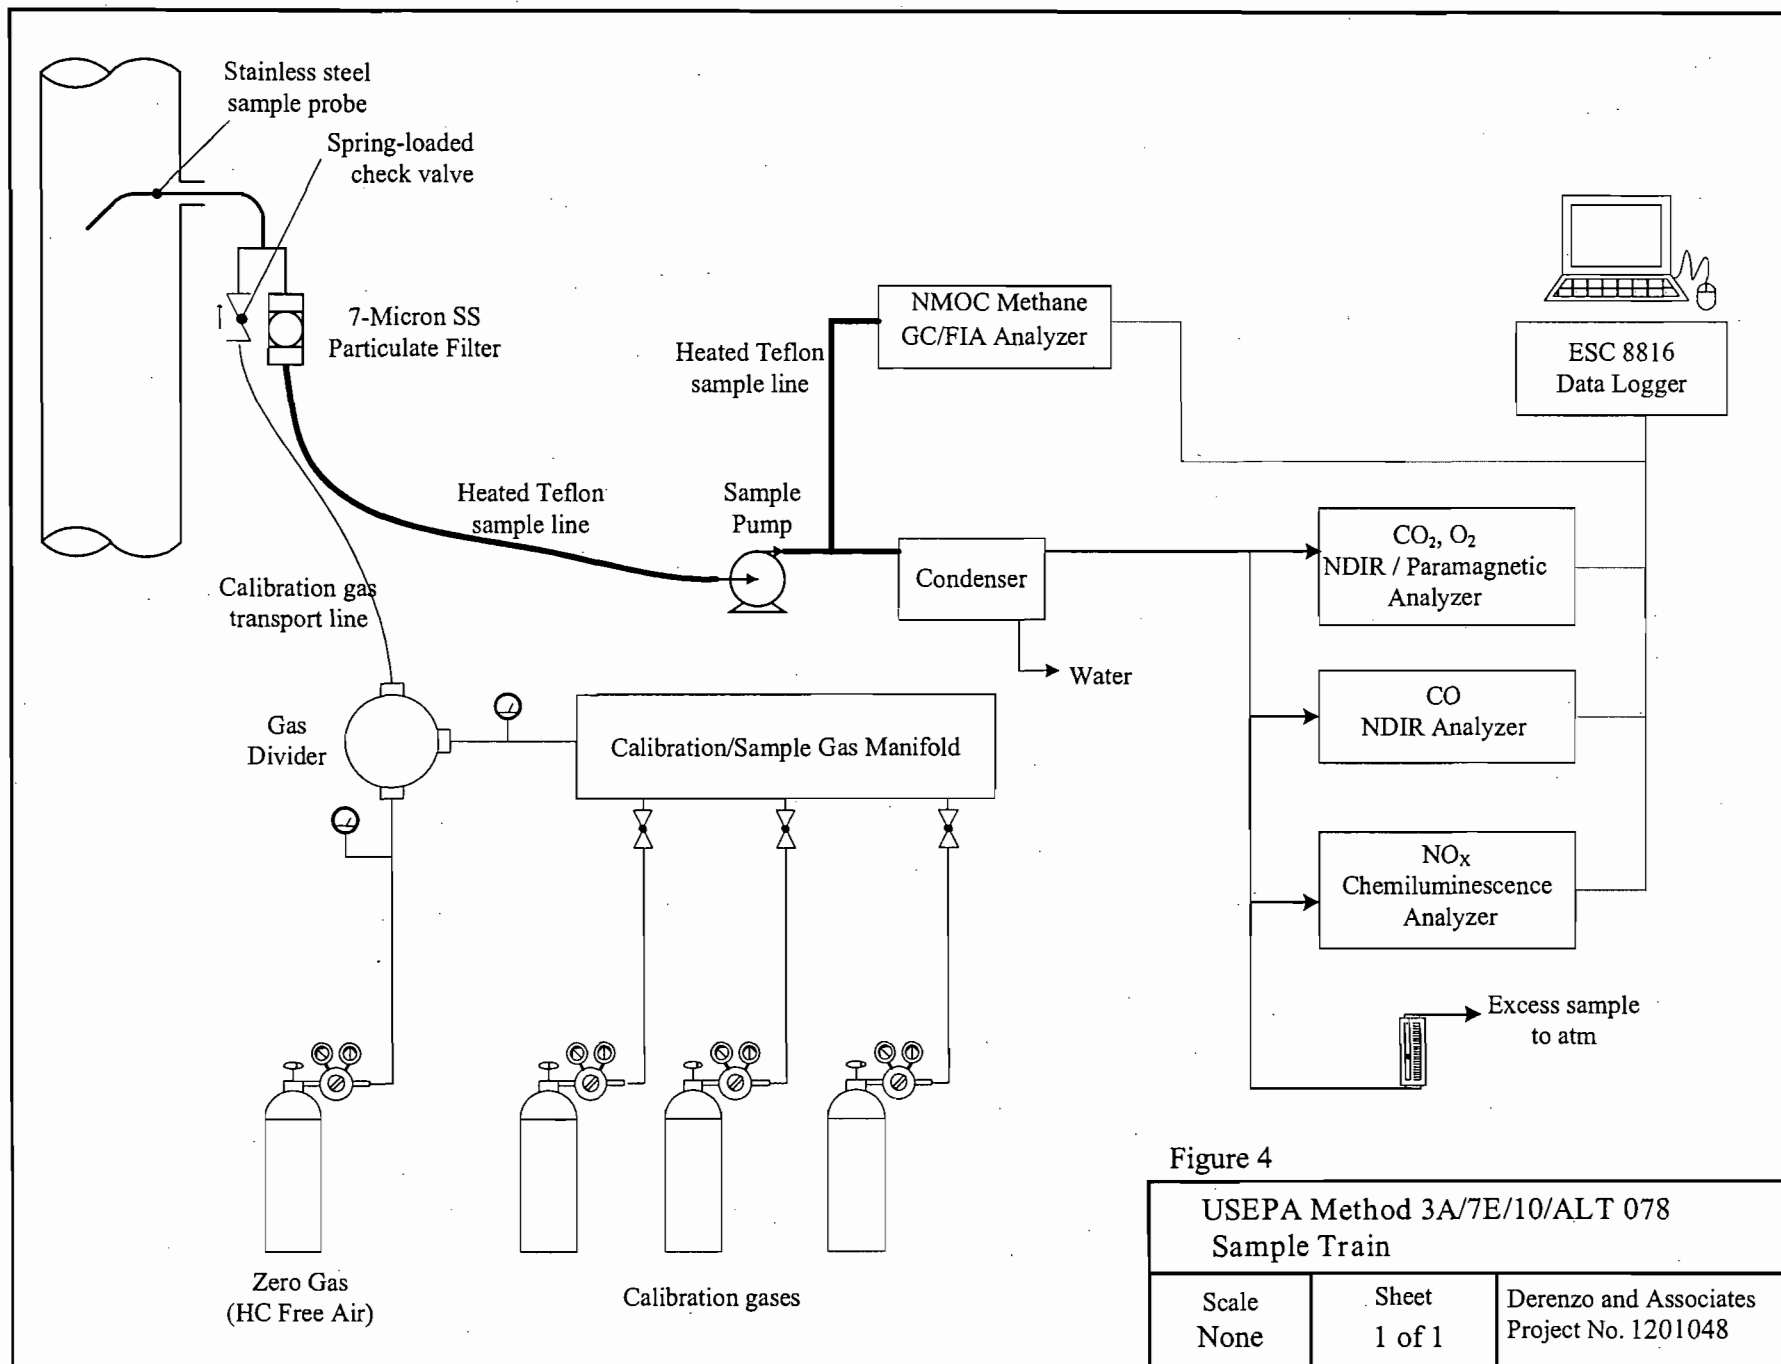 Stainless steel
sample probe
Spring-loaded
check valve
7-Micron SS
Particulate Filter
Heated Teflon
sample line
NMOC Methane
GC/FIA Analyzer
ESC 8816
Data Logger
Heated Teflon
sample line
Sample
Pump
Condenser
CO₂, O₂
NDIR / Paramagnetic
Analyzer
Calibration gas
transport line
Water
CO
NDIR Analyzer
Gas
Divider
Calibration/Sample Gas Manifold
NOX
Chemiluminescence
Analyzer
Excess sample
to atm
Zero Gas
(HC Free Air)
Calibration gases
Figure 4
USEPA Method 3A/7E/10/ALT 078
Sample Train
Scale
None
Sheet
1 of 1
Derenzo and Associates
Project No. 1201048